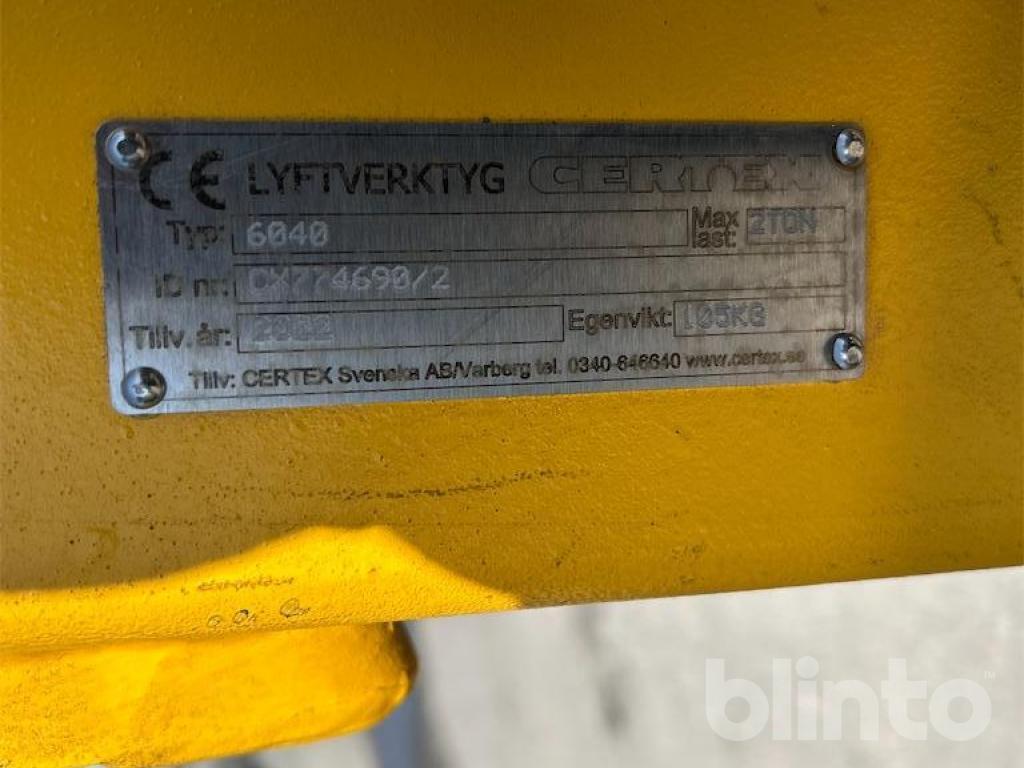 CE LYFTVERKTYG CERTEX
Typ: 6040 Max last: 2TON
ID nr: CX774690/2
Tillv. år: Egenvikt: 105KG
Tillv: CERTEX Svenska AB/Varberg tel. 0340-646640 www.certex.se
blinto™